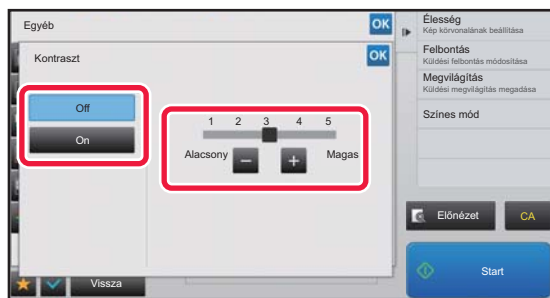 Egyéb
OK
Kontraszt
OK
Off
On
1 2 3 4 5
Alacsony
Magas
Élesség
Kép körvonalának beállítása
Felbontás
Küldési felbontás módosítása
Megvilágítás
Küldési megvilágítás megadása
Színes mód
Előnézet
CA
Vissza
Start